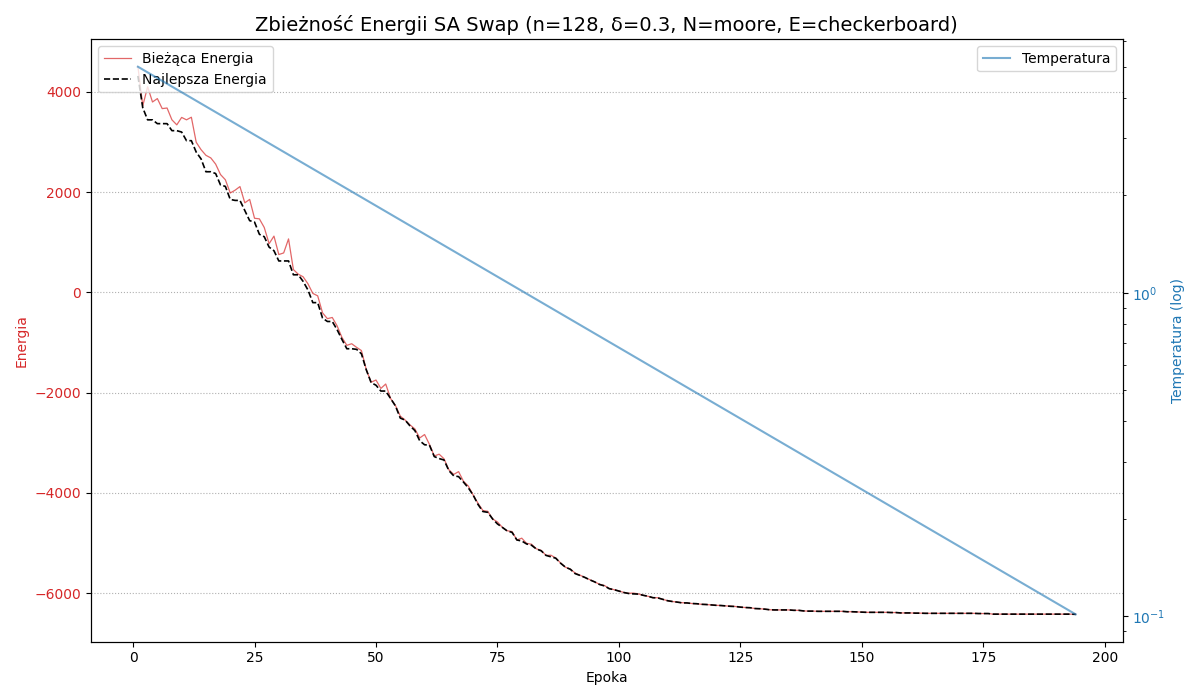 Zbieżność Energii SA Swap (n=128, δ=0.3, N=moore, E=checkerboard)
Bieżąca Energia
Najlepsza Energia
Temperatura
4000
2000
0
−2000
−4000
−6000
Energia
10⁰
10⁻¹
Temperatura (log)
0 25 50 75 100 125 150 175 200
Epoka